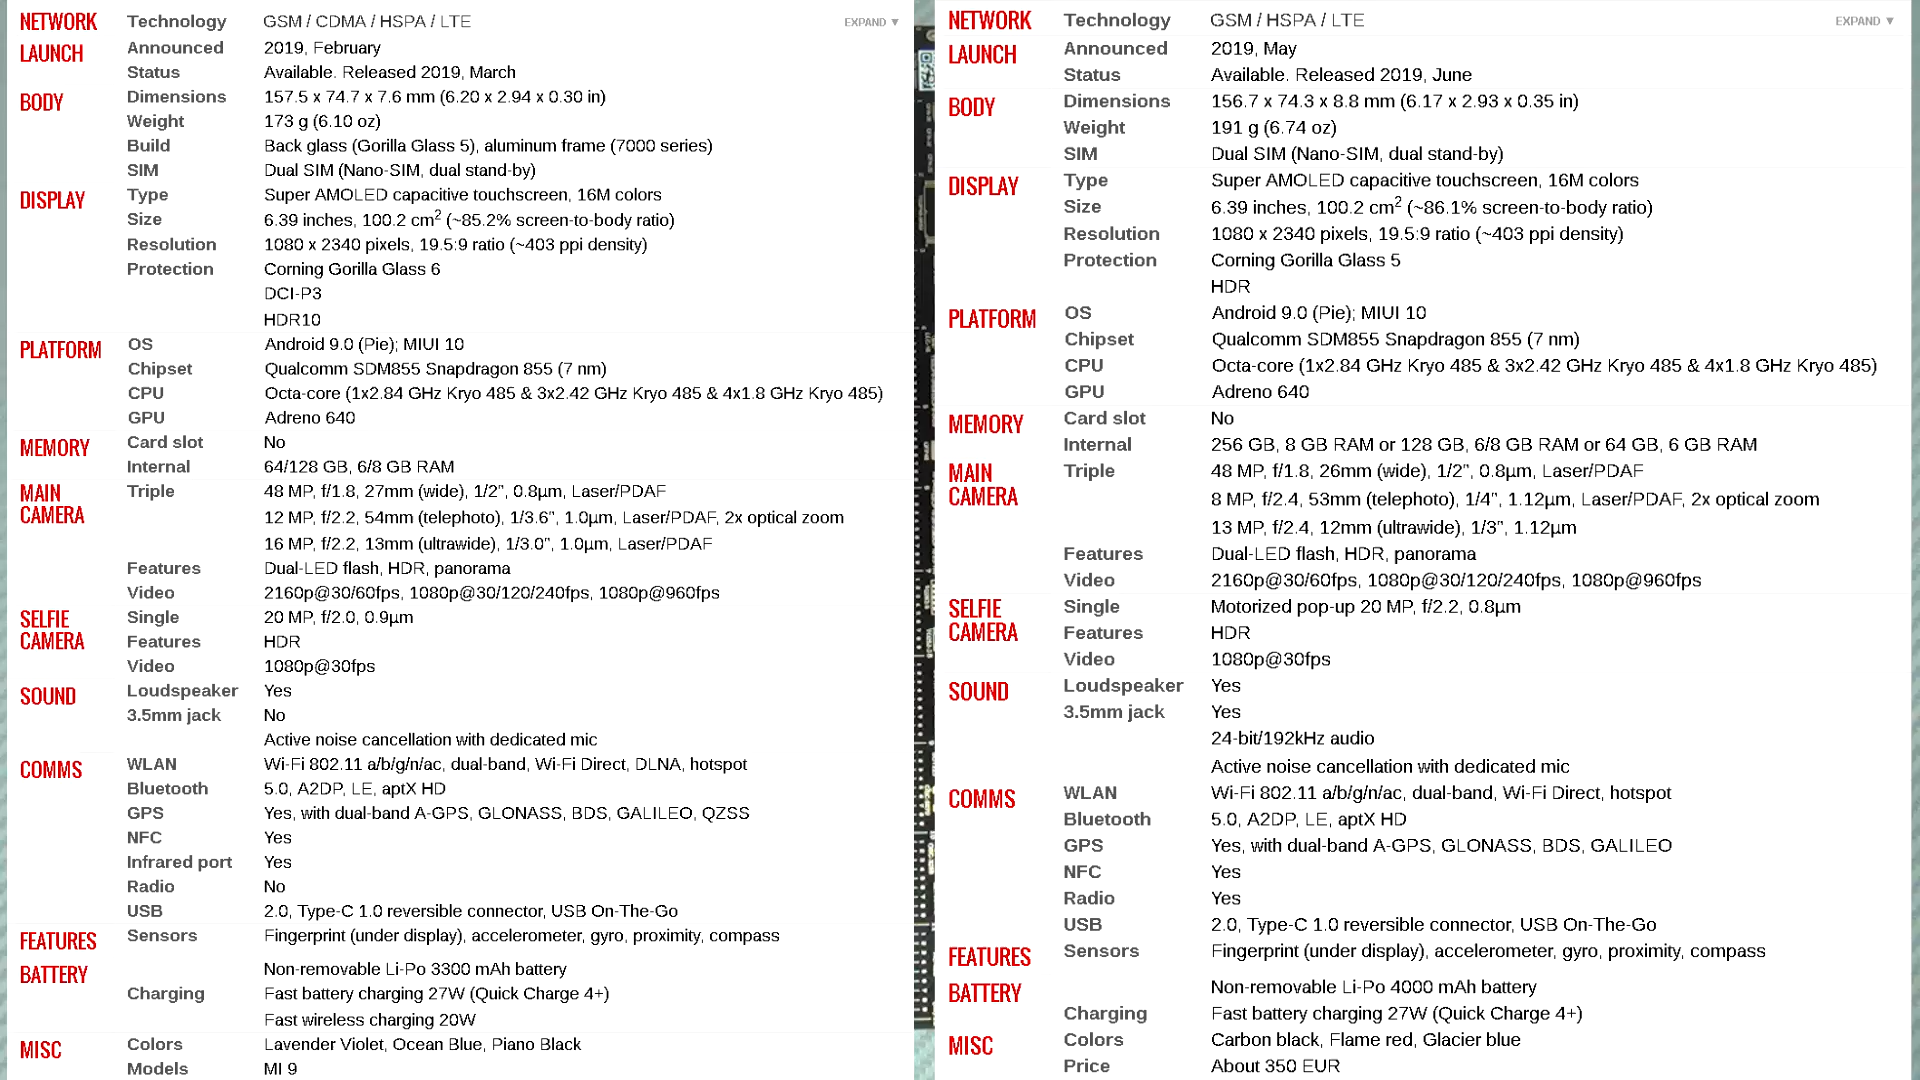 NETWORK Technology GSM / CDMA / HSPA / LTE EXPAND ▼
LAUNCH Announced 2019, February
Status Available. Released 2019, March
BODY Dimensions 157.5 x 74.7 x 7.6 mm (6.20 x 2.94 x 0.30 in)
Weight 173 g (6.10 oz)
Build Back glass (Gorilla Glass 5), aluminum frame (7000 series)
SIM Dual SIM (Nano-SIM, dual stand-by)
DISPLAY Type Super AMOLED capacitive touchscreen, 16M colors
Size 6.39 inches, 100.2 cm2 (~85.2% screen-to-body ratio)
Resolution 1080 x 2340 pixels, 19.5:9 ratio (~403 ppi density)
Protection Corning Gorilla Glass 6
DCI-P3
HDR10
PLATFORM OS Android 9.0 (Pie); MIUI 10
Chipset Qualcomm SDM855 Snapdragon 855 (7 nm)
CPU Octa-core (1x2.84 GHz Kryo 485 & 3x2.42 GHz Kryo 485 & 4x1.8 GHz Kryo 485)
GPU Adreno 640
MEMORY Card slot No
Internal 64/128 GB, 6/8 GB RAM
MAIN CAMERA Triple 48 MP, f/1.8, 27mm (wide), 1/2", 0.8µm, Laser/PDAF
12 MP, f/2.2, 54mm (telephoto), 1/3.6", 1.0µm, Laser/PDAF, 2x optical zoom
16 MP, f/2.2, 13mm (ultrawide), 1/3.0", 1.0µm, Laser/PDAF
Features Dual-LED flash, HDR, panorama
Video 2160p@30/60fps, 1080p@30/120/240fps, 1080p@960fps
SELFIE CAMERA Single 20 MP, f/2.0, 0.9µm
Features HDR
Video 1080p@30fps
SOUND Loudspeaker Yes
3.5mm jack No
Active noise cancellation with dedicated mic
COMMS WLAN Wi-Fi 802.11 a/b/g/n/ac, dual-band, Wi-Fi Direct, DLNA, hotspot
Bluetooth 5.0, A2DP, LE, aptX HD
GPS Yes, with dual-band A-GPS, GLONASS, BDS, GALILEO, QZSS
NFC Yes
Infrared port Yes
Radio No
USB 2.0, Type-C 1.0 reversible connector, USB On-The-Go
FEATURES Sensors Fingerprint (under display), accelerometer, gyro, proximity, compass
BATTERY Non-removable Li-Po 3300 mAh battery
Charging Fast battery charging 27W (Quick Charge 4+)
Fast wireless charging 20W
MISC Colors Lavender Violet, Ocean Blue, Piano Black
Models MI 9
NETWORK Technology GSM / HSPA / LTE EXPAND ▼
LAUNCH Announced 2019, May
Status Available. Released 2019, June
BODY Dimensions 156.7 x 74.3 x 8.8 mm (6.17 x 2.93 x 0.35 in)
Weight 191 g (6.74 oz)
SIM Dual SIM (Nano-SIM, dual stand-by)
DISPLAY Type Super AMOLED capacitive touchscreen, 16M colors
Size 6.39 inches, 100.2 cm2 (~86.1% screen-to-body ratio)
Resolution 1080 x 2340 pixels, 19.5:9 ratio (~403 ppi density)
Protection Corning Gorilla Glass 5
HDR
PLATFORM OS Android 9.0 (Pie); MIUI 10
Chipset Qualcomm SDM855 Snapdragon 855 (7 nm)
CPU Octa-core (1x2.84 GHz Kryo 485 & 3x2.42 GHz Kryo 485 & 4x1.8 GHz Kryo 485)
GPU Adreno 640
MEMORY Card slot No
Internal 256 GB, 8 GB RAM or 128 GB, 6/8 GB RAM or 64 GB, 6 GB RAM
MAIN CAMERA Triple 48 MP, f/1.8, 26mm (wide), 1/2", 0.8µm, Laser/PDAF
8 MP, f/2.4, 53mm (telephoto), 1/4", 1.12µm, Laser/PDAF, 2x optical zoom
13 MP, f/2.4, 12mm (ultrawide), 1/3", 1.12µm
Features Dual-LED flash, HDR, panorama
Video 2160p@30/60fps, 1080p@30/120/240fps, 1080p@960fps
SELFIE CAMERA Single Motorized pop-up 20 MP, f/2.2, 0.8µm
Features HDR
Video 1080p@30fps
SOUND Loudspeaker Yes
3.5mm jack Yes
24-bit/192kHz audio
Active noise cancellation with dedicated mic
COMMS WLAN Wi-Fi 802.11 a/b/g/n/ac, dual-band, Wi-Fi Direct, hotspot
Bluetooth 5.0, A2DP, LE, aptX HD
GPS Yes, with dual-band A-GPS, GLONASS, BDS, GALILEO
NFC Yes
Radio Yes
USB 2.0, Type-C 1.0 reversible connector, USB On-The-Go
FEATURES Sensors Fingerprint (under display), accelerometer, gyro, proximity, compass
BATTERY Non-removable Li-Po 4000 mAh battery
Charging Fast battery charging 27W (Quick Charge 4+)
MISC Colors Carbon black, Flame red, Glacier blue
Price About 350 EUR